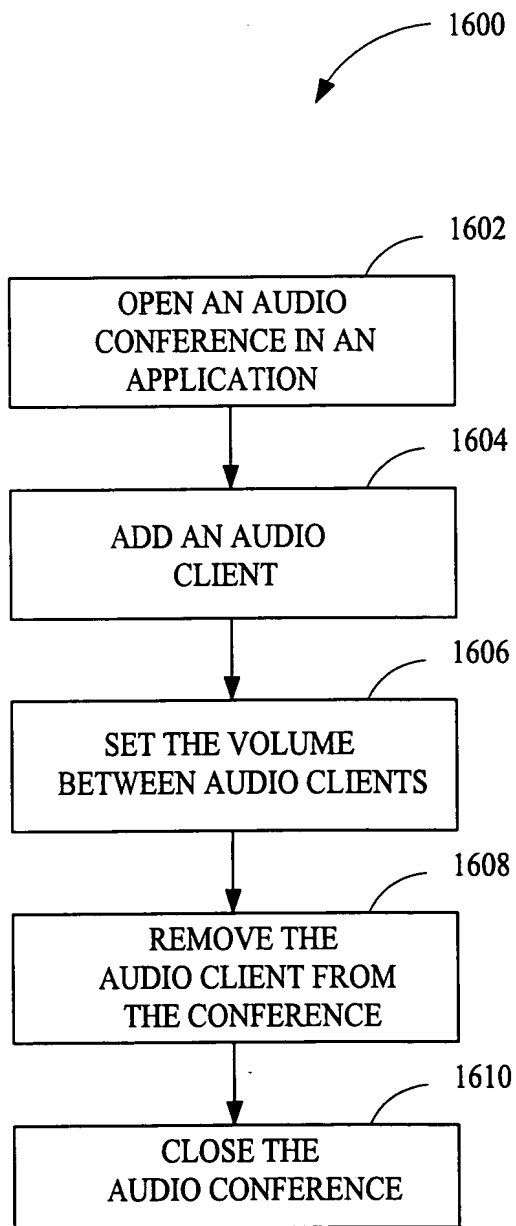 1600
1602
OPEN AN AUDIO
CONFERENCE IN AN
APPLICATION
1604
ADD AN AUDIO
CLIENT
1606
SET THE VOLUME
BETWEEN AUDIO CLIENTS
1608
REMOVE THE
AUDIO CLIENT FROM
THE CONFERENCE
1610
CLOSE THE
AUDIO CONFERENCE